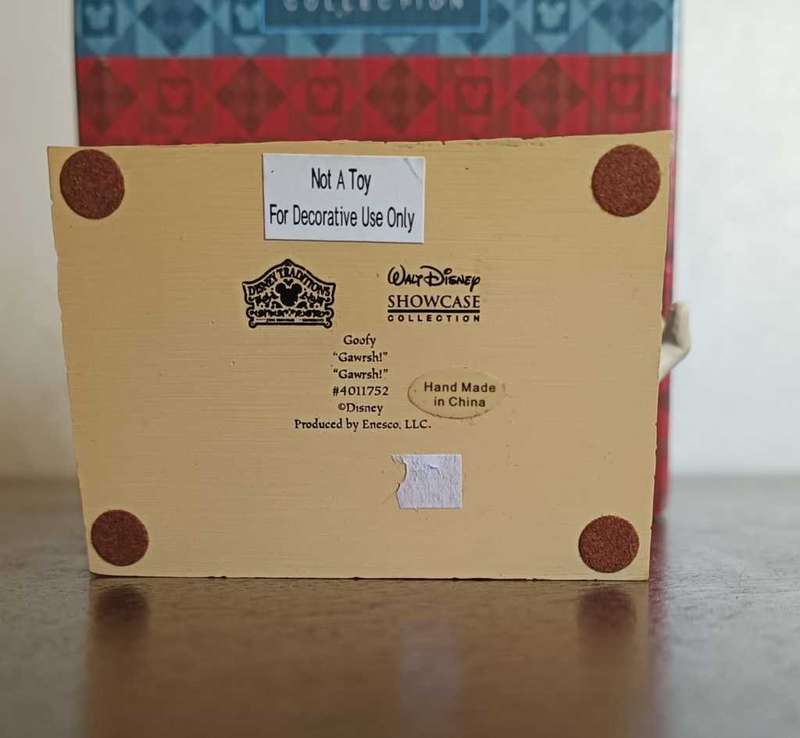 COLLECTION
Not A Toy
For Decorative Use Only
DISNEY TRADITIONS
WALT DISNEY
SHOWCASE
COLLECTION
Goofy
"Gawrsh!"
"Gawrsh!"
#4011752
©Disney
Produced by Enesco, LLC.
Hand Made
in China